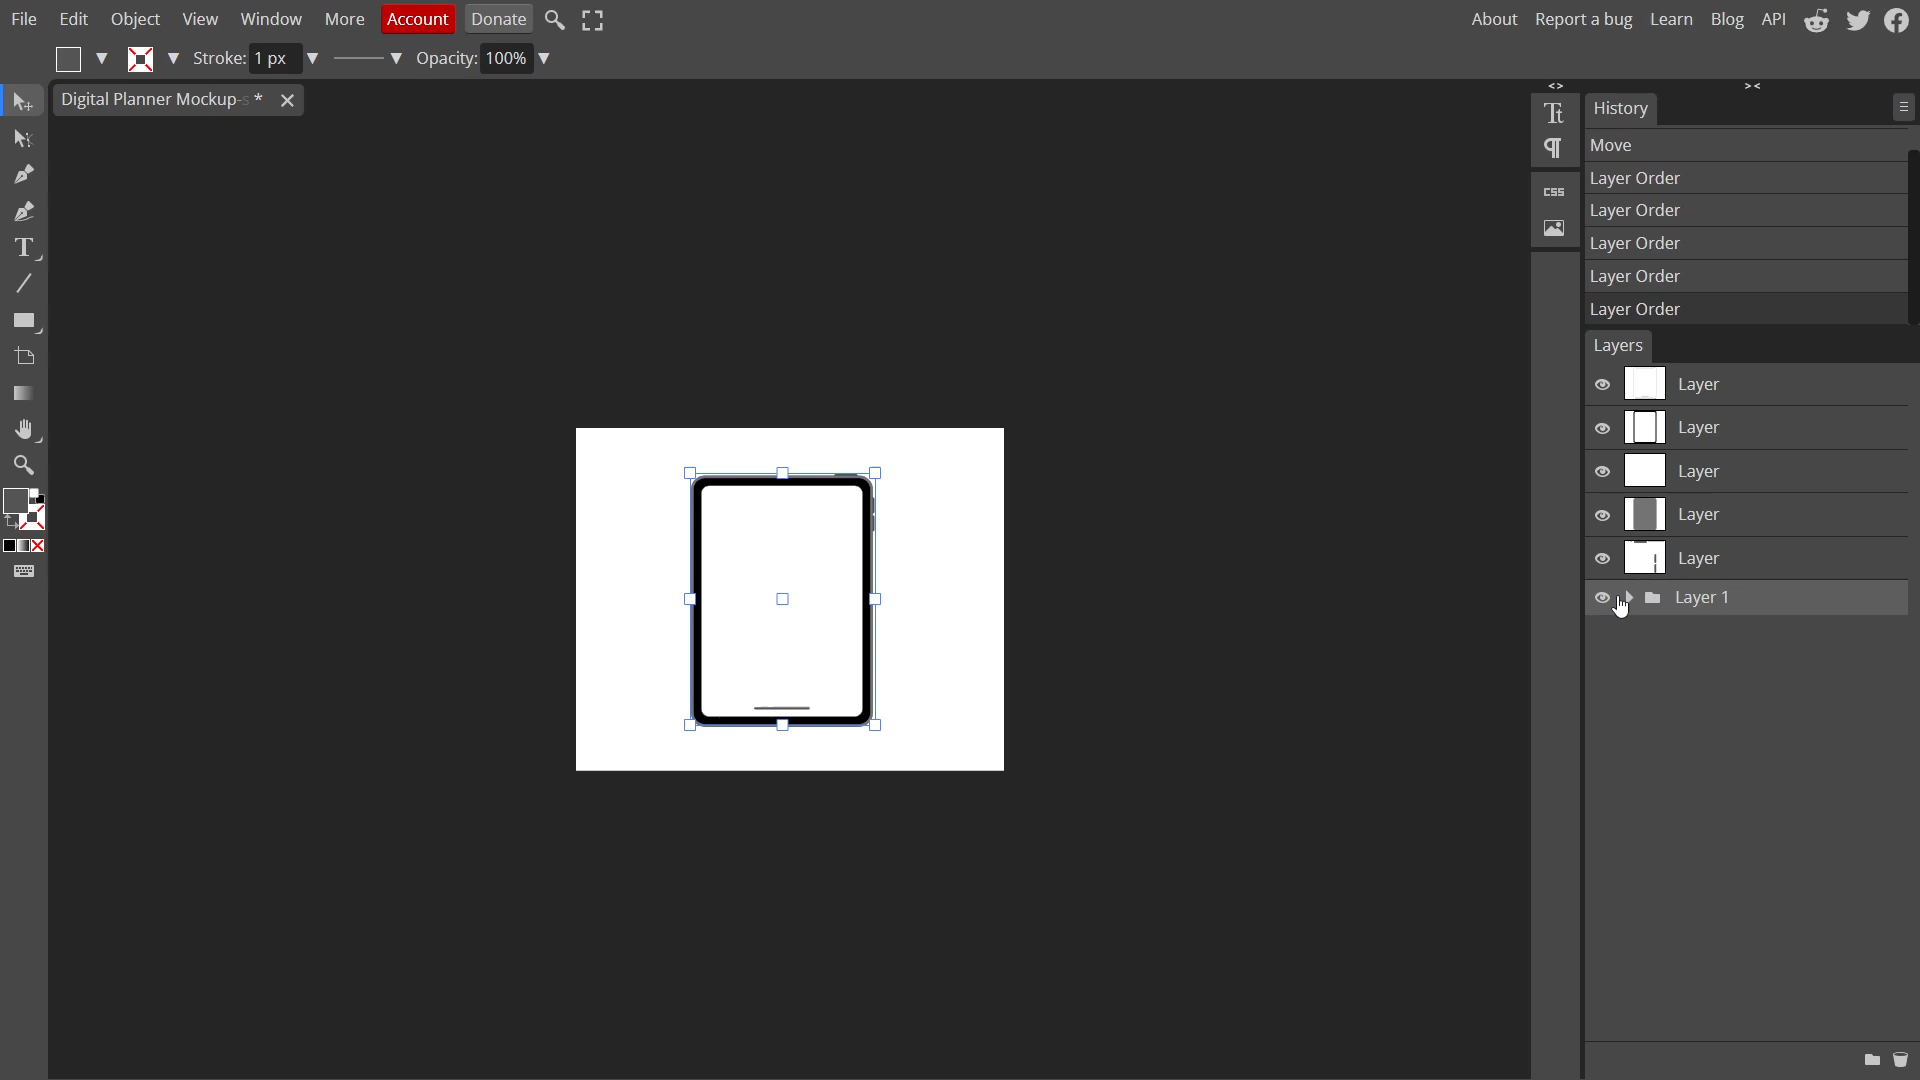 File Edit Object View Window More Account Donate
About Report a bug Learn Blog API
Stroke: 1 px Opacity: 100%
Digital Planner Mockup-s *
History
Move
Layer Order
Layer Order
Layer Order
Layer Order
Layer Order
CSS
Layers
Layer
Layer
Layer
Layer
Layer
Layer 1